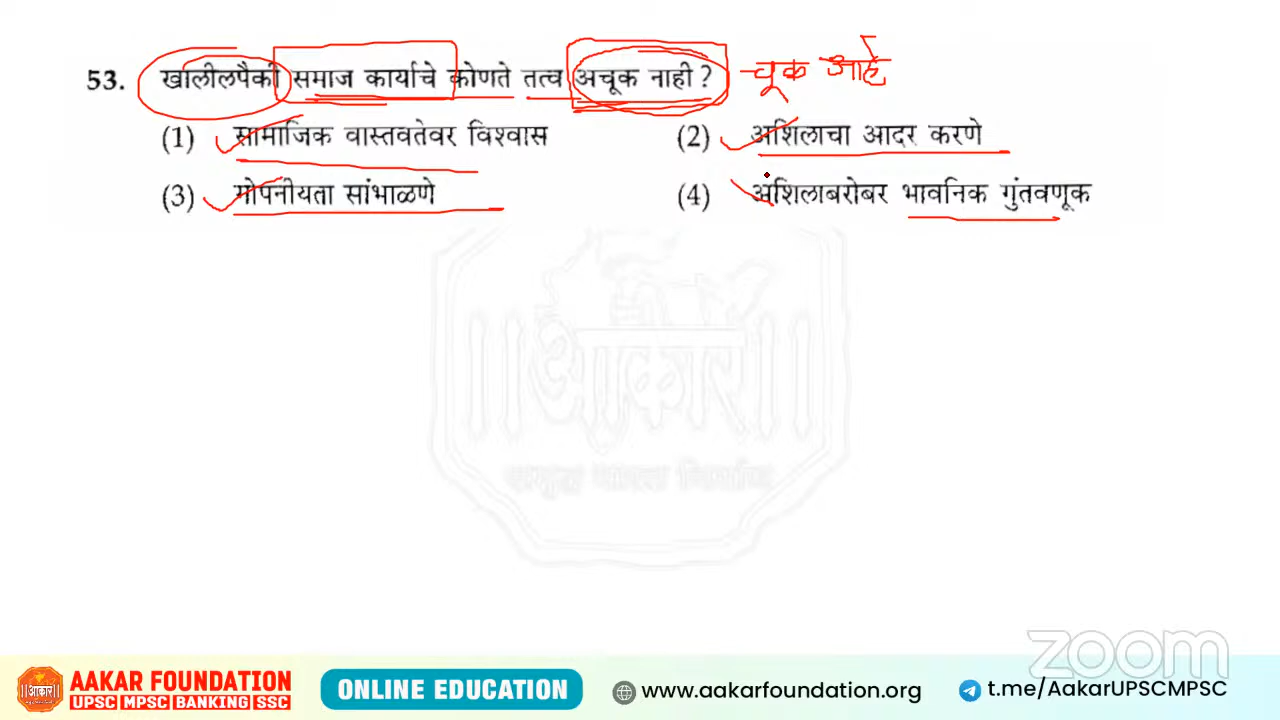 53. खालीलपैकी समाज कार्याचे कोणते तत्व अचूक नाही ? चूक आहे
(1) सामाजिक वास्तवतेवर विश्वास (2) अशिलाचा आदर करणे
(3) गोपनीयता सांभाळणे (4) अशिलाबरोबर भावनिक गुंतवणूक
॥आकार॥
zoom
॥आकार॥ AAKAR FOUNDATION
UPSC MPSC BANKING SSC
ONLINE EDUCATION
www.aakarfoundation.org
t.me/AakarUPSCMPSC